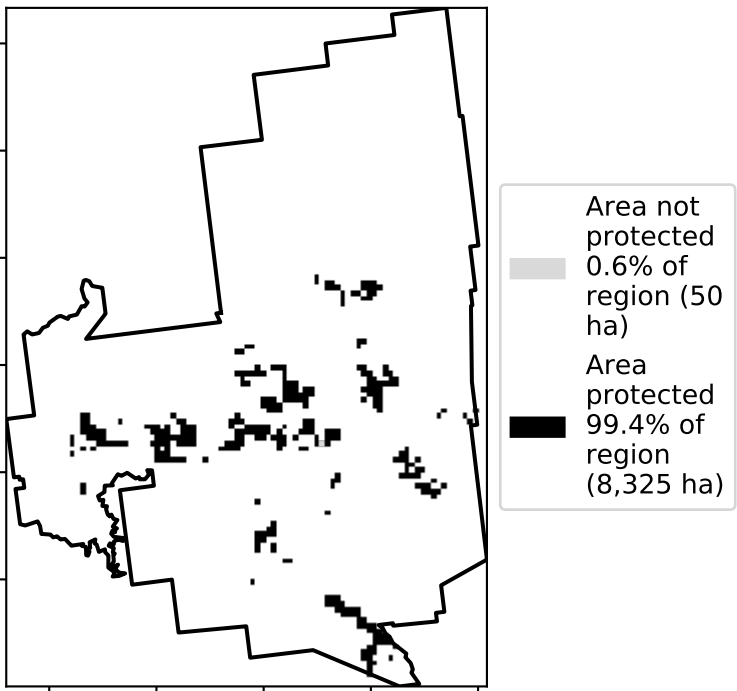 Area not
protected
0.6% of
region (50
ha)
Area
protected
99.4% of
region
(8,325 ha)